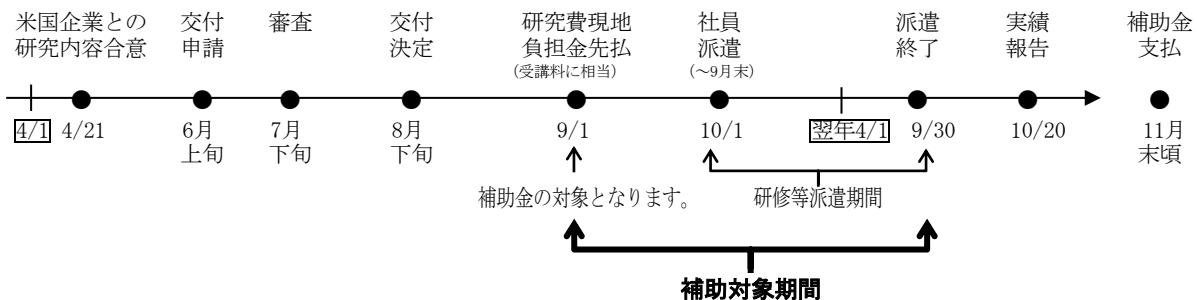 米国企業との
研究内容合意
交付
申請
審査
交付
決定
研究費現地
負担金先払
(受講料に相当)
社員
派遣
(～9月末)
派遣
終了
実績
報告
補助金
支払
4/1
4/21
6月
上旬
7月
下旬
8月
下旬
9/1
10/1
翌年4/1
9/30
10/20
11月
末頃
補助金の対象となります。
研修等派遣期間
補助対象期間